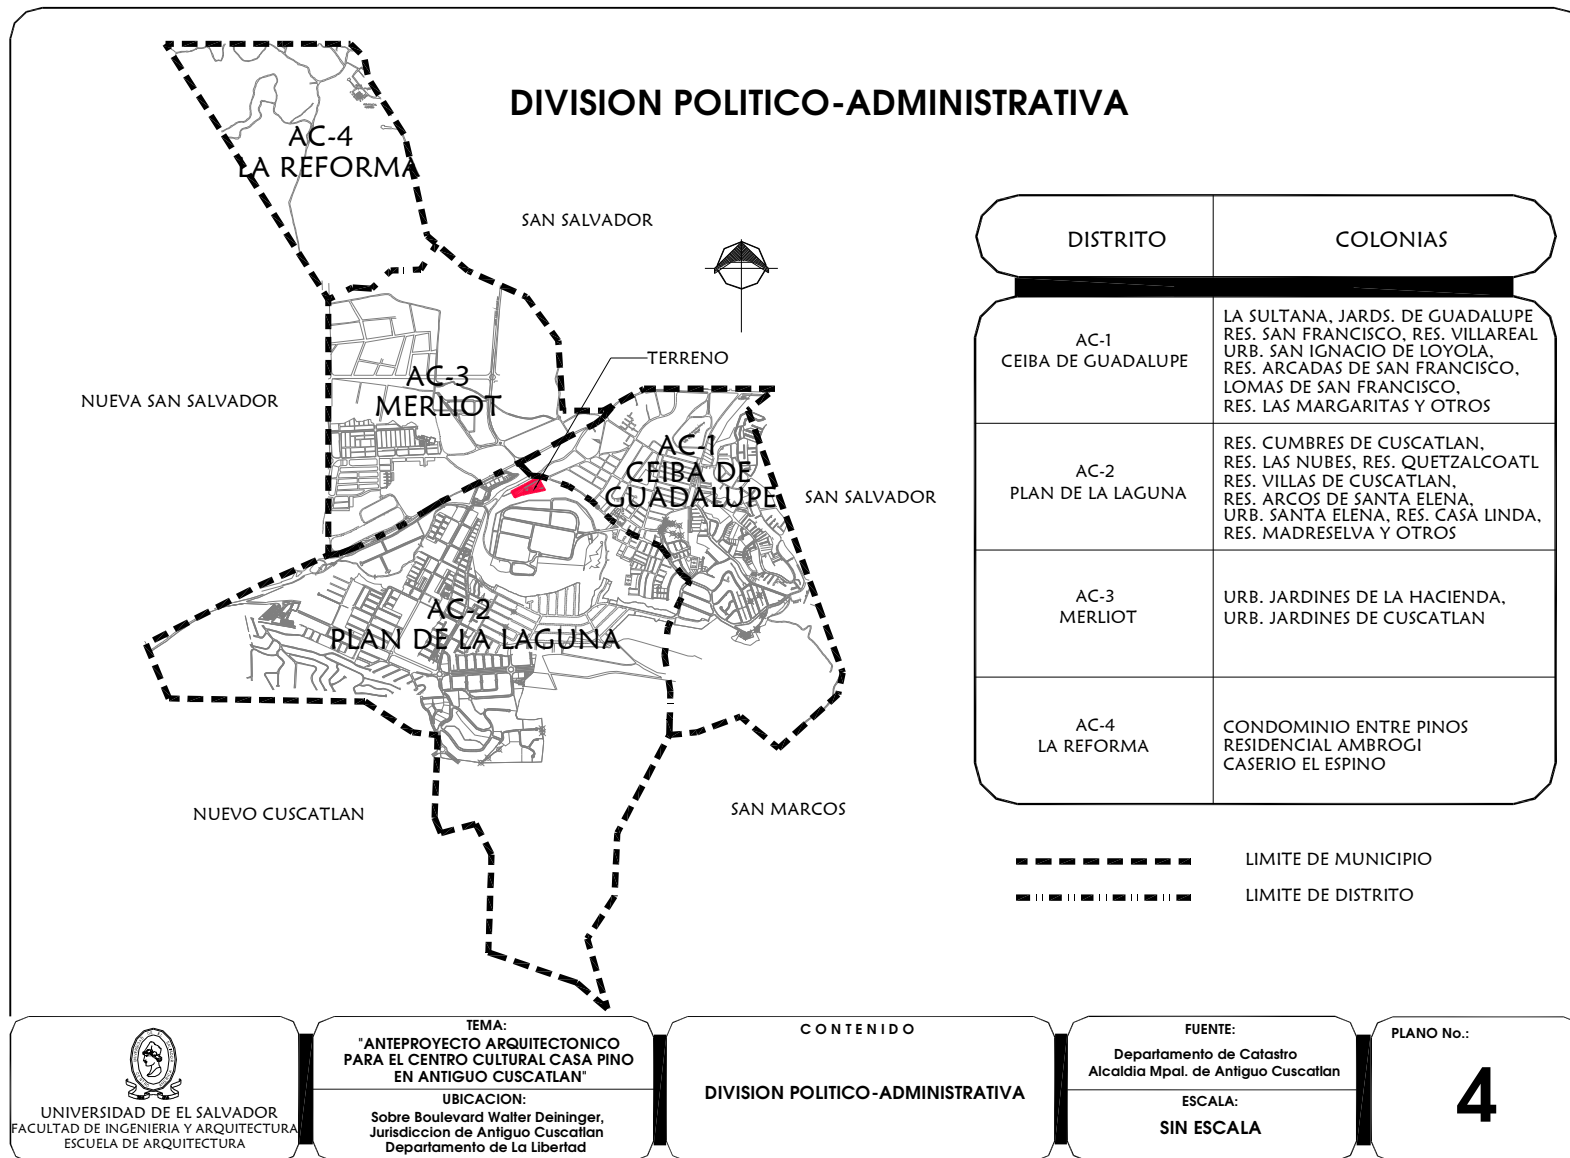 DIVISION POLITICO-ADMINISTRATIVA
AC-4
LA REFORMA
SAN SALVADOR
TERRENO
AC-3
MERLIOT
NUEVA SAN SALVADOR
AC-1
CEIBA DE
GUADALUPE
SAN SALVADOR
AC-2
PLAN DE LA LAGUNA
NUEVO CUSCATLAN
SAN MARCOS
DISTRITO
COLONIAS
AC-1
CEIBA DE GUADALUPE
LA SULTANA, JARDS. DE GUADALUPE
RES. SAN FRANCISCO, RES. VILLAREAL
URB. SAN IGNACIO DE LOYOLA,
RES. ARCADAS DE SAN FRANCISCO,
LOMAS DE SAN FRANCISCO,
RES. LAS MARGARITAS Y OTROS
AC-2
PLAN DE LA LAGUNA
RES. CUMBRES DE CUSCATLAN,
RES. LAS NUBES, RES. QUETZALCOATL
RES. VILLAS DE CUSCATLAN,
RES. ARCOS DE SANTA ELENA,
URB. SANTA ELENA, RES. CASA LINDA,
RES. MADRESELVA Y OTROS
AC-3
MERLIOT
URB. JARDINES DE LA HACIENDA,
URB. JARDINES DE CUSCATLAN
AC-4
LA REFORMA
CONDOMINIO ENTRE PINOS
RESIDENCIAL AMBROGI
CASERIO EL ESPINO
LIMITE DE MUNICIPIO
LIMITE DE DISTRITO
UNIVERSIDAD DE EL SALVADOR
FACULTAD DE INGENIERIA Y ARQUITECTURA
ESCUELA DE ARQUITECTURA
TEMA:
"ANTEPROYECTO ARQUITECTONICO
PARA EL CENTRO CULTURAL CASA PINO
EN ANTIGUO CUSCATLAN"
UBICACION:
Sobre Boulevard Walter Deininger,
Jurisdiccion de Antiguo Cuscatlan
Departamento de La Libertad
CONTENIDO
DIVISION POLITICO-ADMINISTRATIVA
FUENTE:
Departamento de Catastro
Alcaldia Mpal. de Antiguo Cuscatlan
ESCALA:
SIN ESCALA
PLANO No.:
4